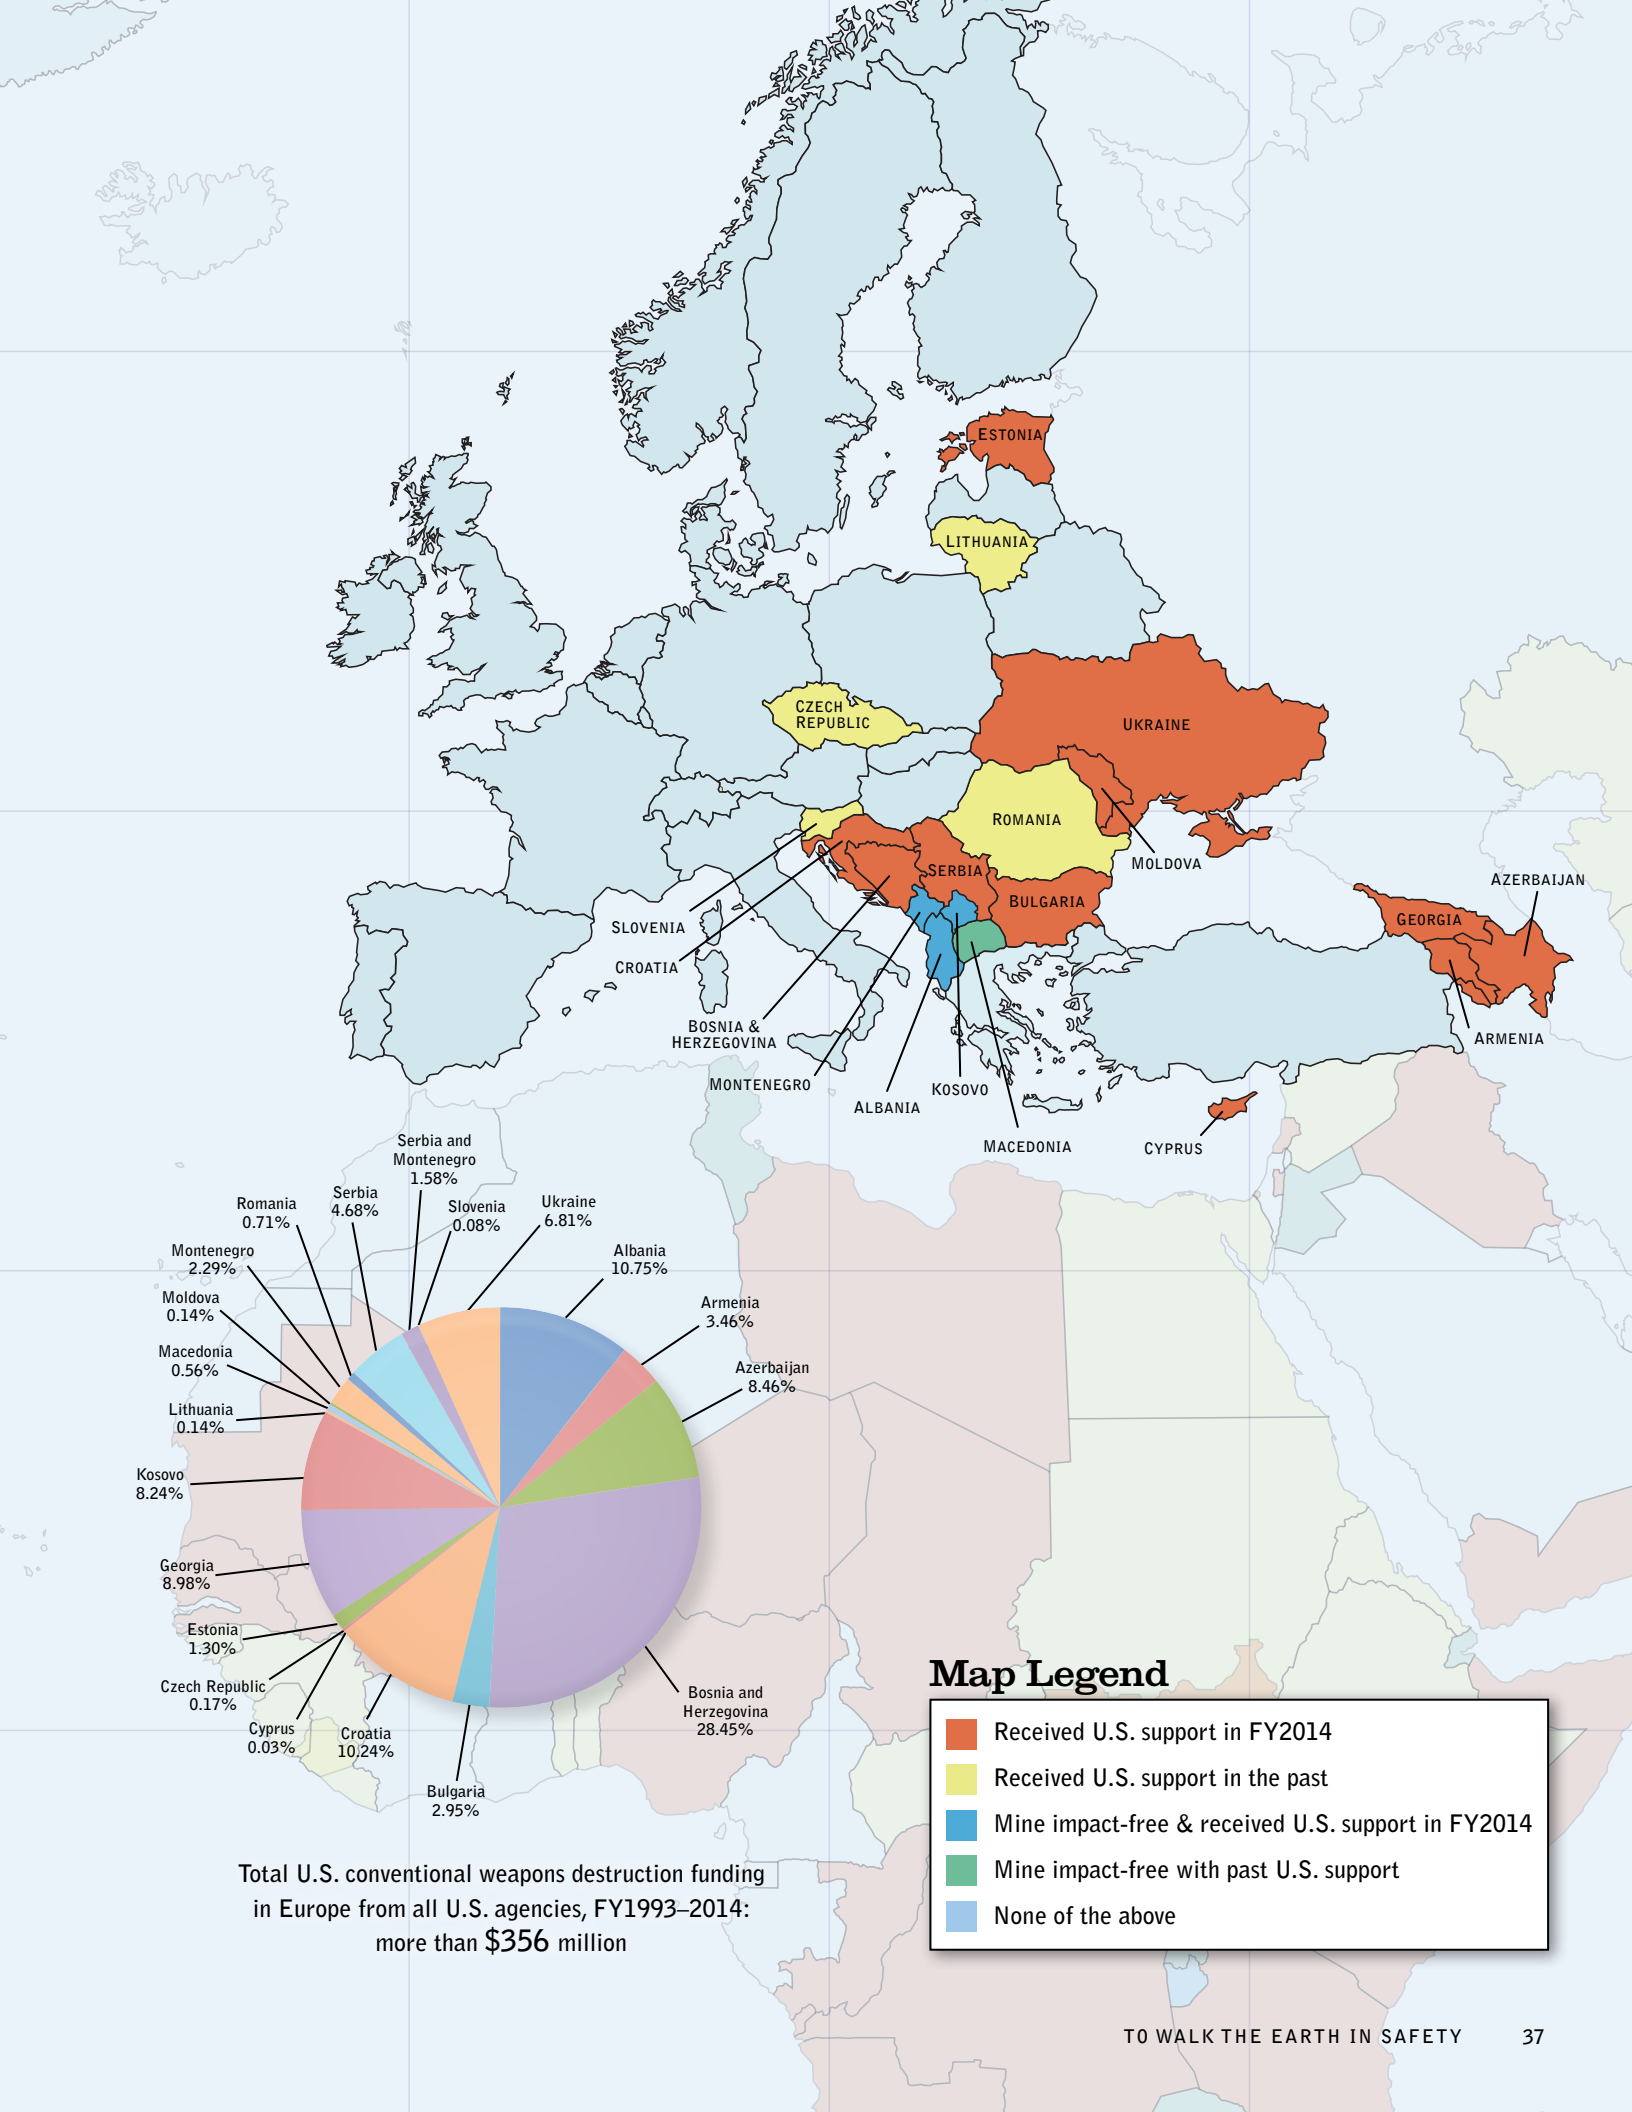 ESTONIA
LITHUANIA
CZECH
REPUBLIC
UKRAINE
ROMANIA
MOLDOVA
SERBIA
BULGARIA
AZERBAIJAN
GEORGIA
SLOVENIA
CROATIA
BOSNIA &
HERZEGOVINA
ARMENIA
MONTENEGRO
KOSOVO
ALBANIA
MACEDONIA
CYPRUS
Serbia and
Montenegro
1.58%
Serbia
4.68%
Romania
0.71%
Slovenia
0.08%
Ukraine
6.81%
Montenegro
2.29%
Albania
10.75%
Moldova
0.14%
Armenia
3.46%
Macedonia
0.56%
Azerbaijan
8.46%
Lithuania
0.14%
Kosovo
8.24%
Georgia
8.98%
Estonia
1.30%
Czech Republic
0.17%
Cyprus
0.03%
Croatia
10.24%
Bosnia and
Herzegovina
28.45%
Bulgaria
2.95%
Total U.S. conventional weapons destruction funding
in Europe from all U.S. agencies, FY1993–2014:
more than $356 million
Map Legend
Received U.S. support in FY2014
Received U.S. support in the past
Mine impact-free & received U.S. support in FY2014
Mine impact-free with past U.S. support
None of the above
TO WALK THE EARTH IN SAFETY 37